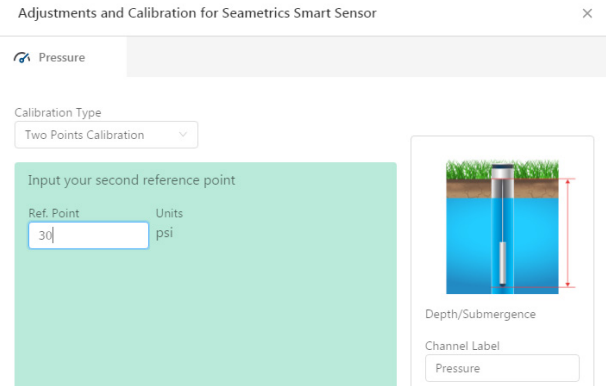 Adjustments and Calibration for Seametrics Smart Sensor
Pressure
Calibration Type
Two Points Calibration
Input your second reference point
Ref. Point
Units
30
psi
Depth/Submergence
Channel Label
Pressure